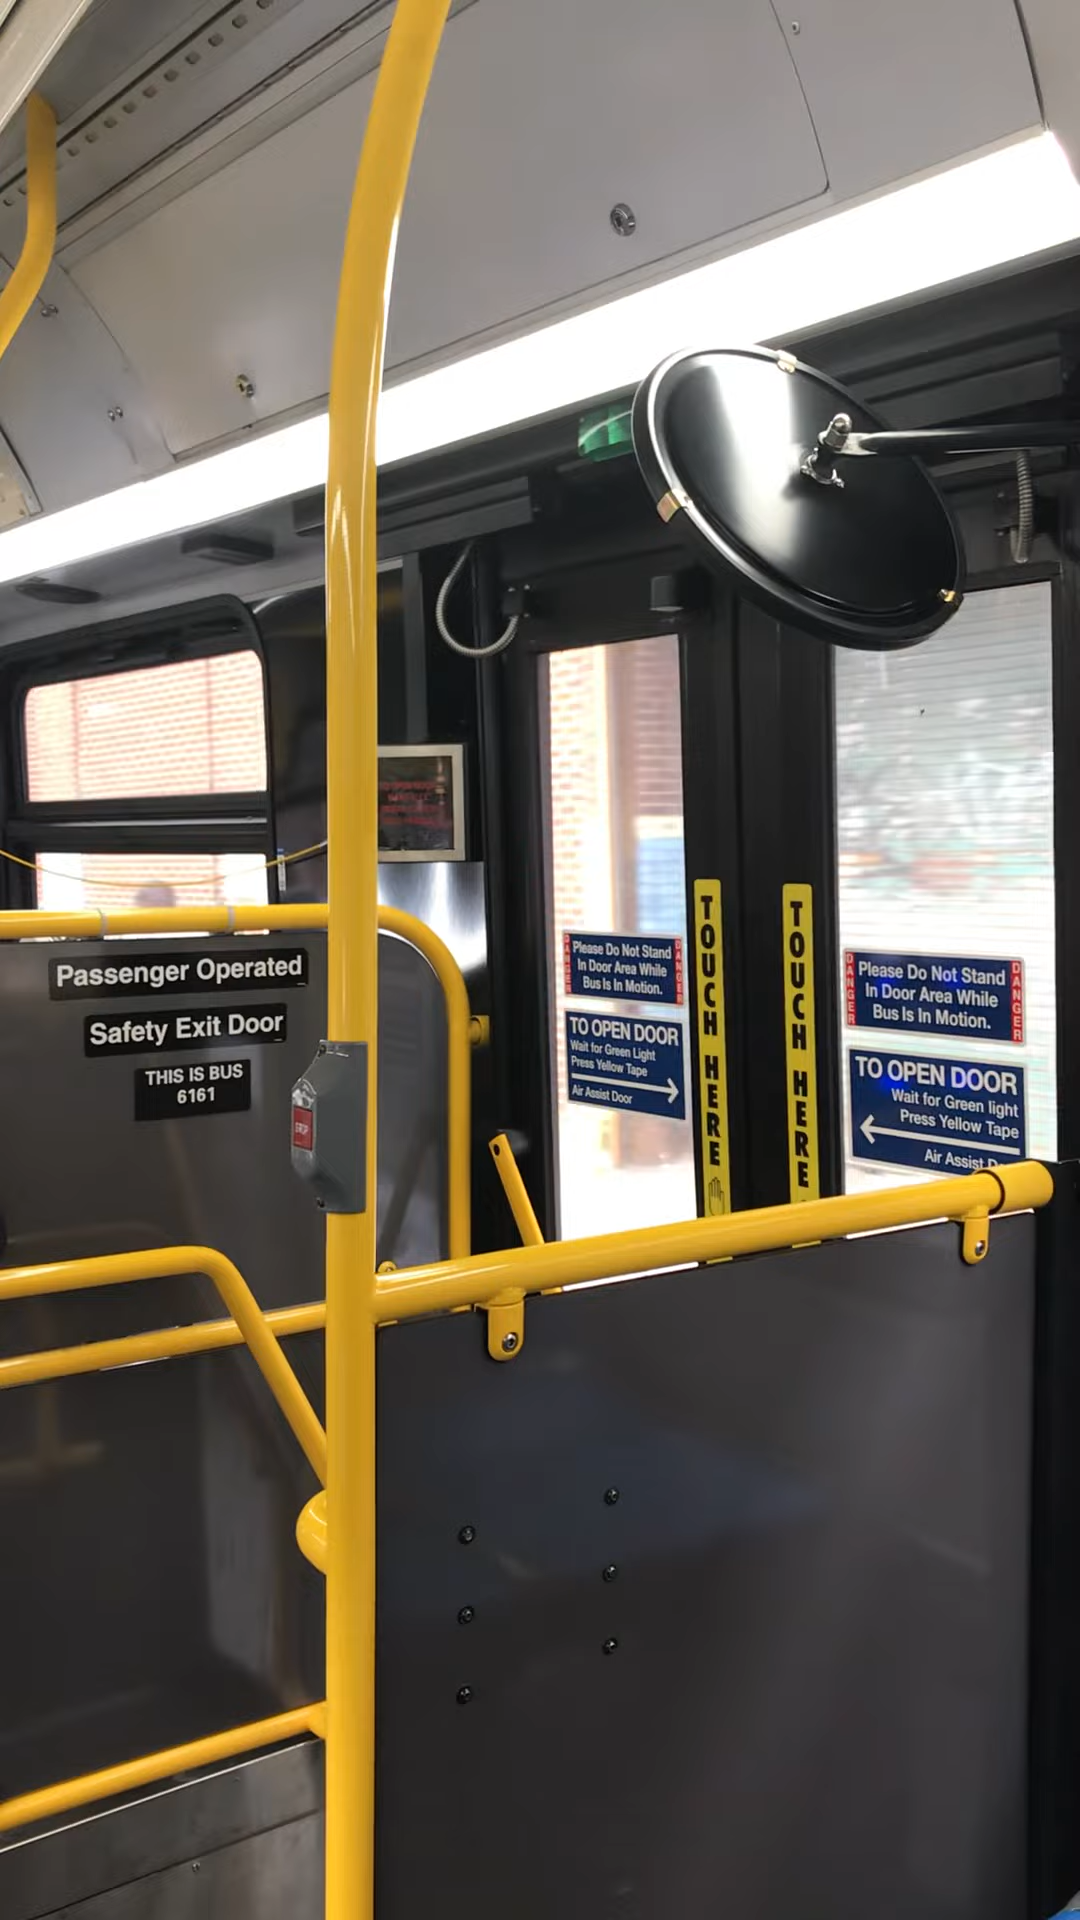 Passenger Operated
Safety Exit Door
THIS IS BUS
6161
STOP
DANGER
Please Do Not Stand
In Door Area While
Bus Is In Motion.
DANGER
TO OPEN DOOR
Wait for Green Light
Press Yellow Tape
Air Assist Door
TOUCH HERE
TOUCH HERE
DANGER
Please Do Not Stand
In Door Area While
Bus Is In Motion.
DANGER
TO OPEN DOOR
Wait for Green light
Press Yellow Tape
Air Assist